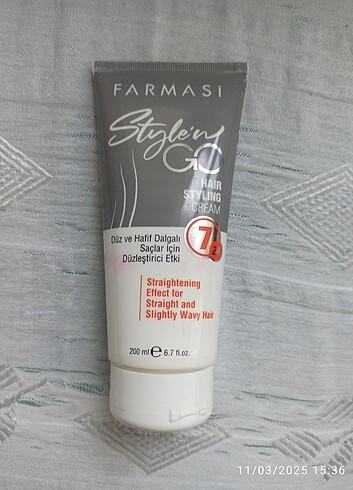 FARMASI
Style'n
GO
HAIR
STYLING
CREAM
7
Düz ve Hafif Dalgalı
Saçlar İçin
Düzleştirici Etki
Straightening
Effect for
Straight and
Slightly Wavy Hair
200 ml e 6.7 fl.oz.
11/03/2025 15:36